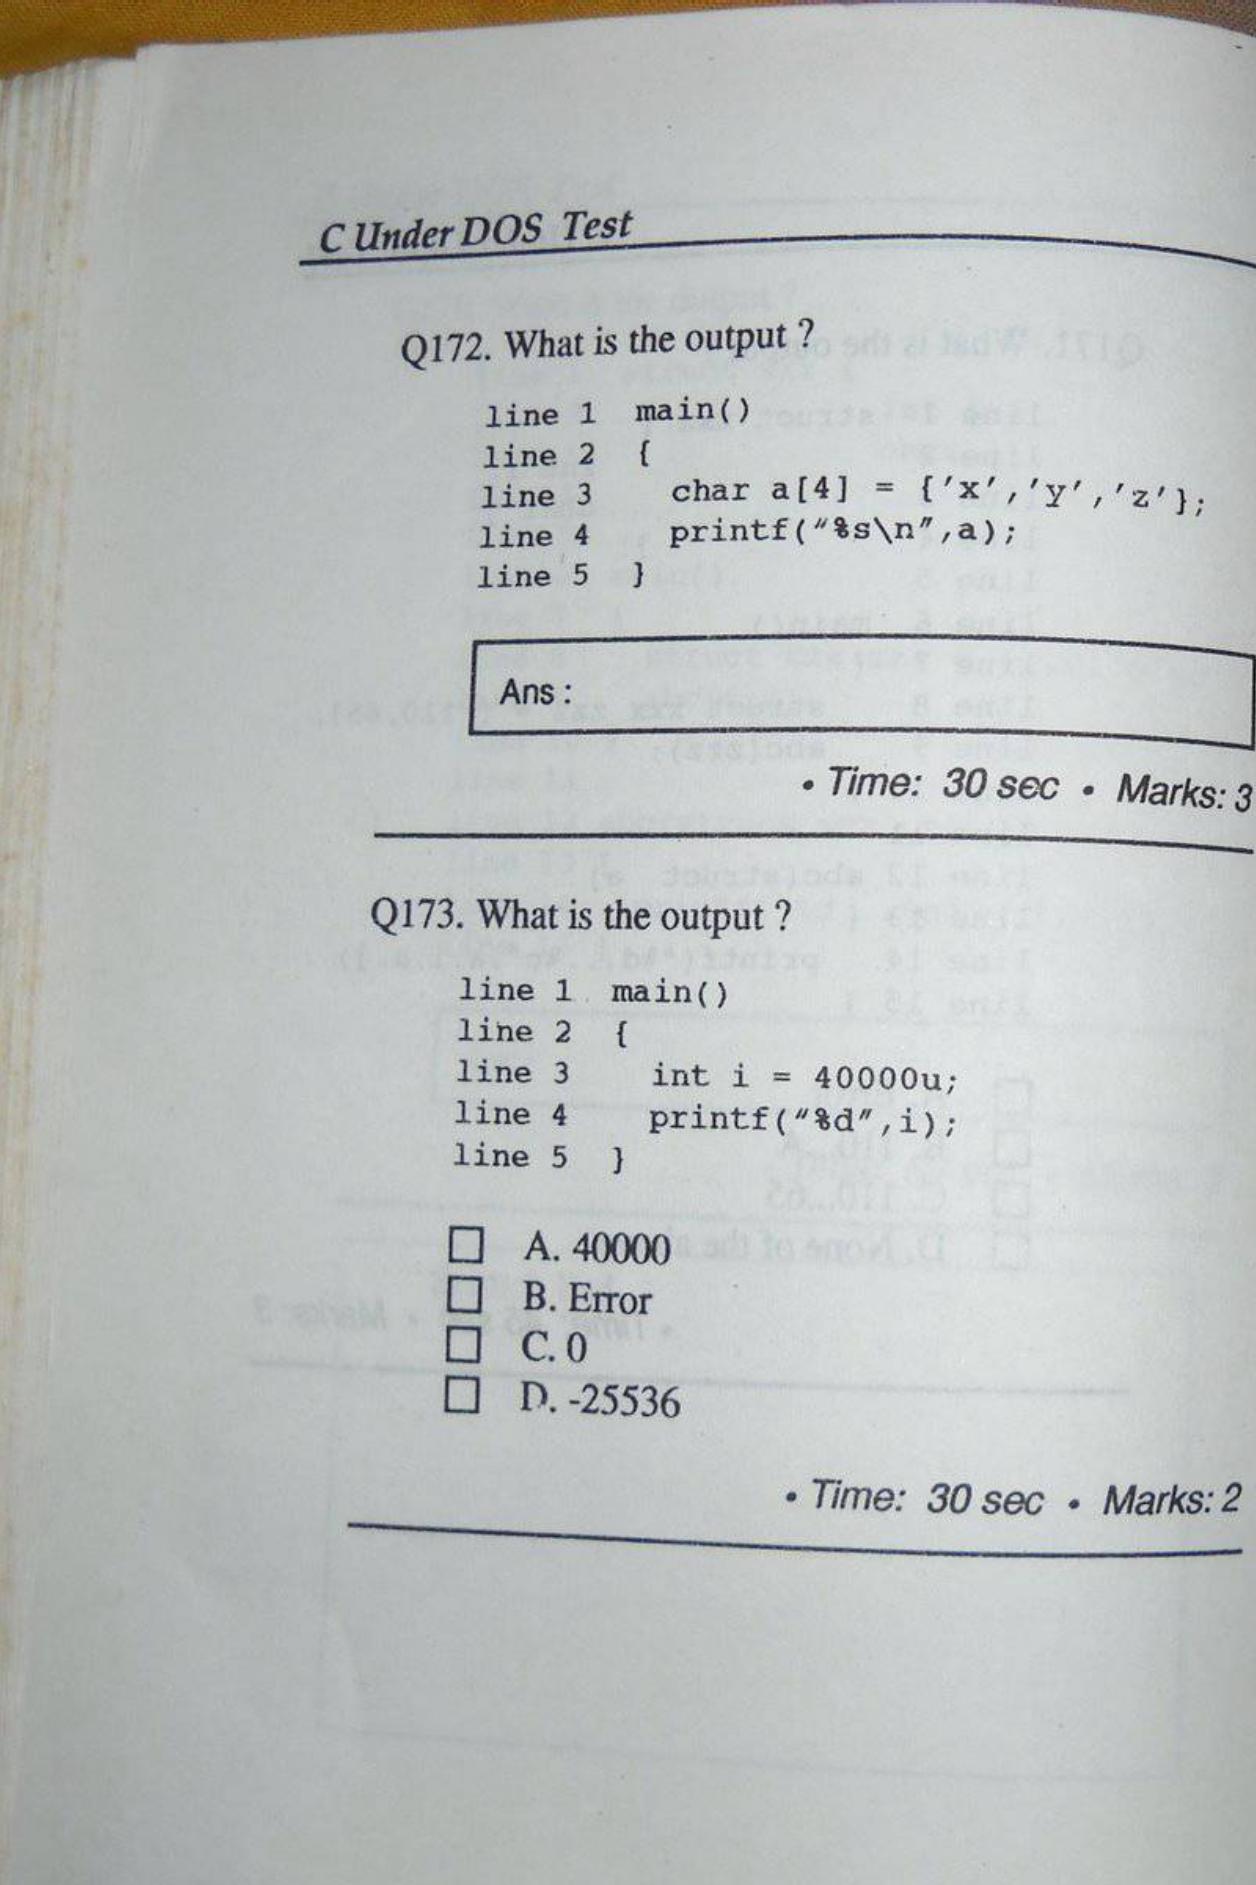 C Under DOS Test
Q172. What is the output ?
line 1 main()
line 2 {
line 3 char a[4] = {'x','y','z'};
line 4 printf("%s\n",a);
line 5 }
Ans :
• Time: 30 sec • Marks: 3
Q173. What is the output ?
line 1 main()
line 2 {
line 3 int i = 40000u;
line 4 printf("%d",i);
line 5 }
A. 40000
B. Error
C. 0
D. -25536
• Time: 30 sec • Marks: 2